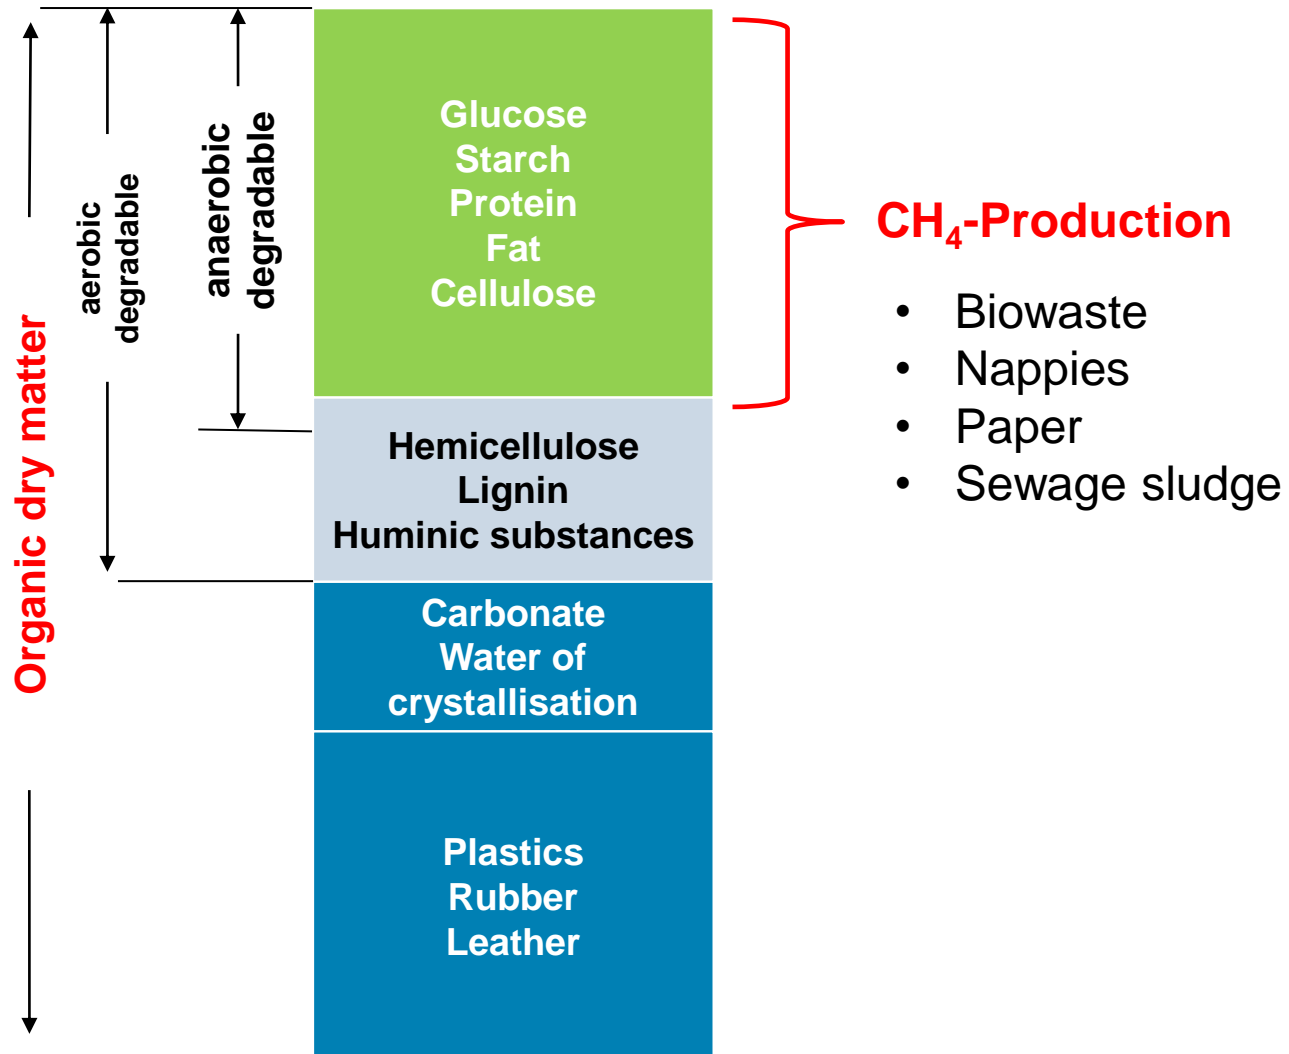 Organic dry matter
aerobic
degradable
anaerobic
degradable
Glucose
Starch
Protein
Fat
Cellulose
Hemicellulose
Lignin
Huminic substances
Carbonate
Water of
crystallisation
Plastics
Rubber
Leather
CH₄-Production
• Biowaste
• Nappies
• Paper
• Sewage sludge